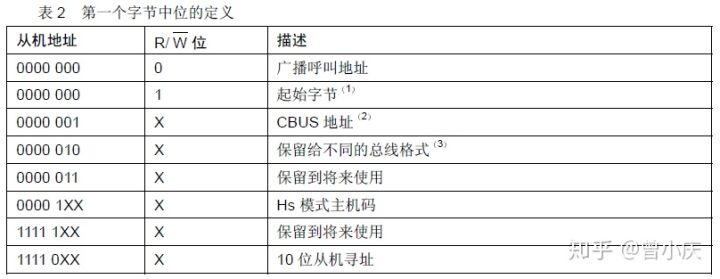 表 2 第一个字节中位的定义
从机地址 R/W 位 描述
0000 000 0 广播呼叫地址
0000 000 1 起始字节(1)
0000 001 X CBUS 地址(2)
0000 010 X 保留给不同的总线格式(3)
0000 011 X 保留到将来使用
0000 1XX X Hs 模式主机码
1111 1XX X 保留到将来使用
1111 0XX X 10 位从机寻址
知乎 @曾小庆